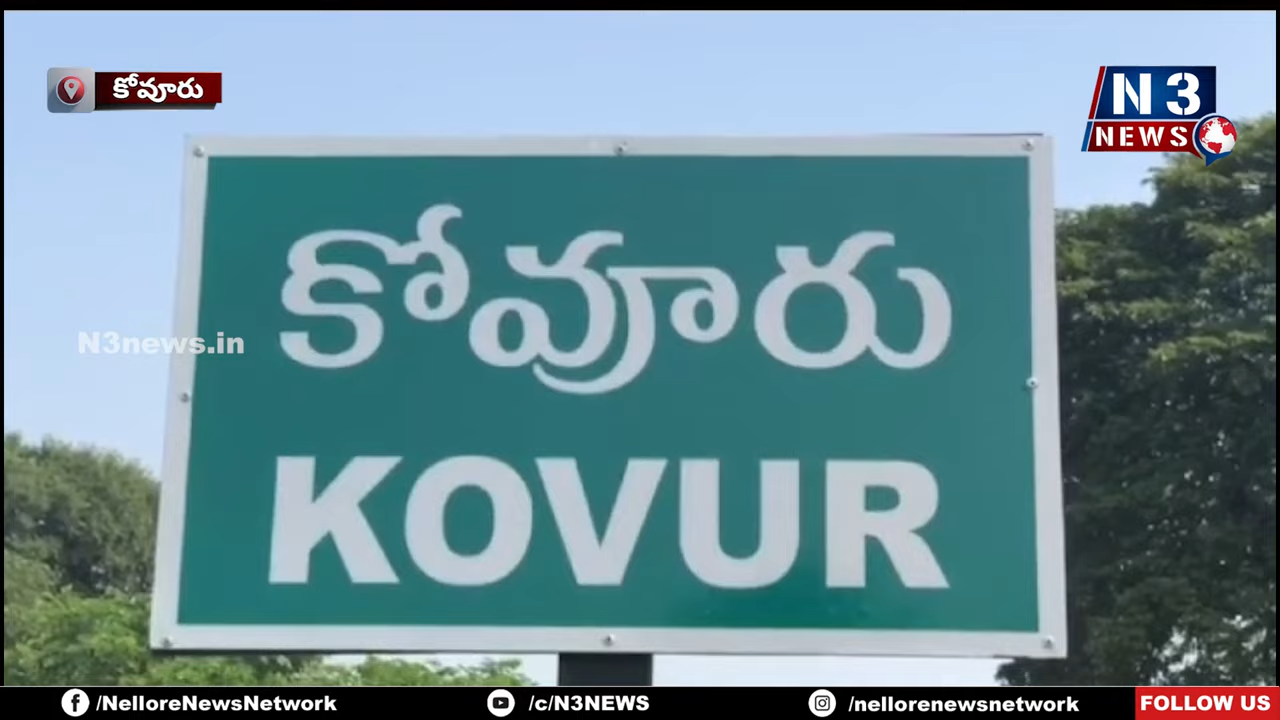 కోవూరు
N3
NEWS
కోవూరు
N3news.in
KOVUR
/NelloreNewsNetwork
/c/N3NEWS
/nellorenewsnetwork
FOLLOW US